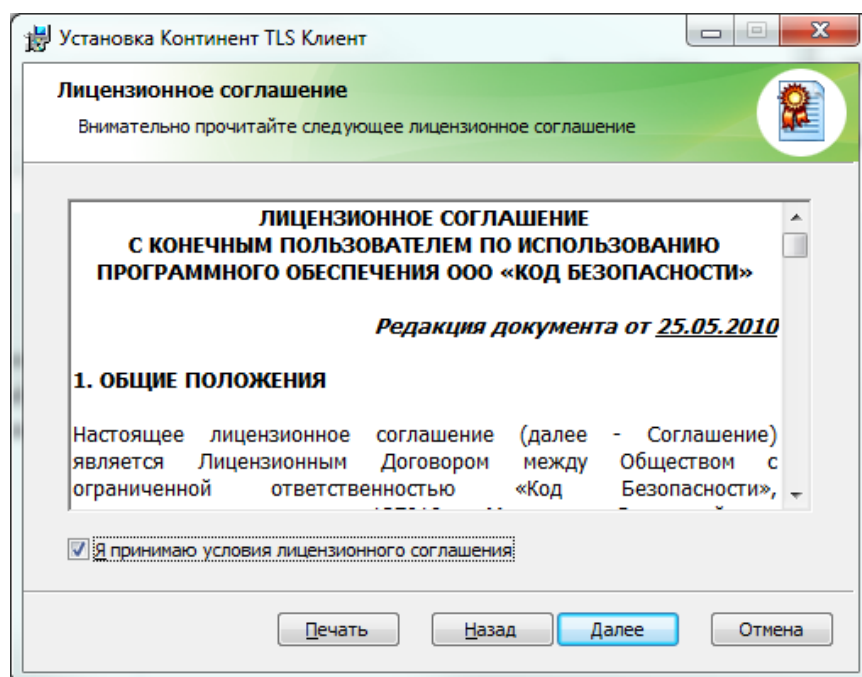 Установка Континент TLS Клиент
Лицензионное соглашение
Внимательно прочитайте следующее лицензионное соглашение
ЛИЦЕНЗИОННОЕ СОГЛАШЕНИЕ
С КОНЕЧНЫМ ПОЛЬЗОВАТЕЛЕМ ПО ИСПОЛЬЗОВАНИЮ
ПРОГРАММНОГО ОБЕСПЕЧЕНИЯ ООО «КОД БЕЗОПАСНОСТИ»
Редакция документа от 25.05.2010
1. ОБЩИЕ ПОЛОЖЕНИЯ
Настоящее лицензионное соглашение (далее - Соглашение)
является Лицензионным Договором между Обществом с
ограниченной ответственностью «Код Безопасности»,
Я принимаю условия лицензионного соглашения
Печать Назад Далее Отмена